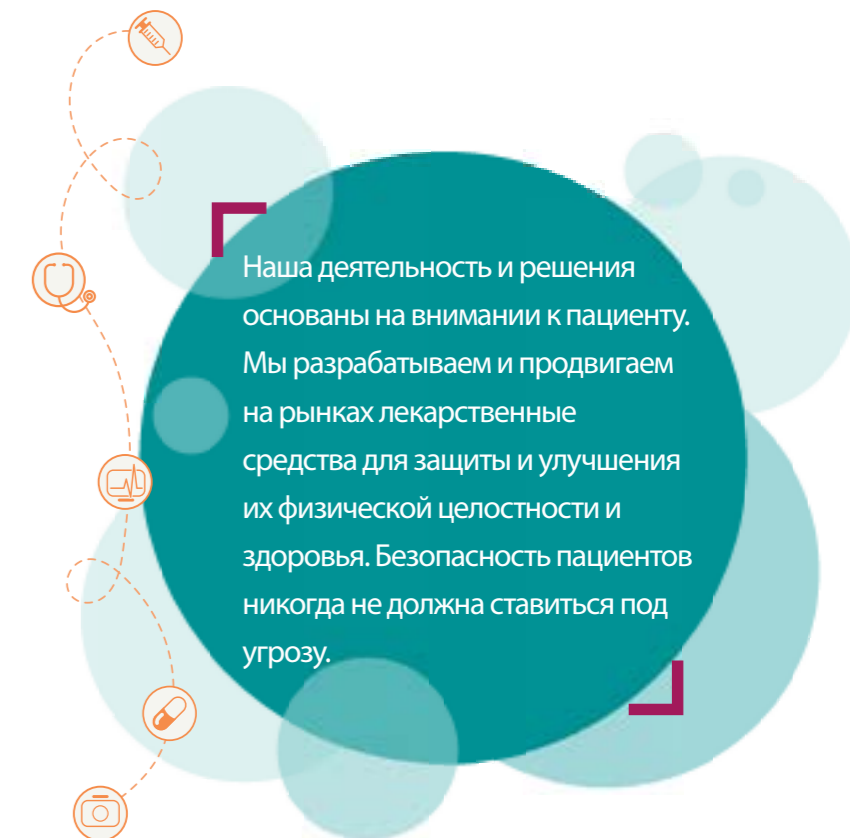 Наша деятельность и решения
основаны на внимании к пациенту.
Мы разрабатываем и продвигаем
на рынках лекарственные
средства для защиты и улучшения
их физической целостности и
здоровья. Безопасность пациентов
никогда не должна ставиться под
угрозу.